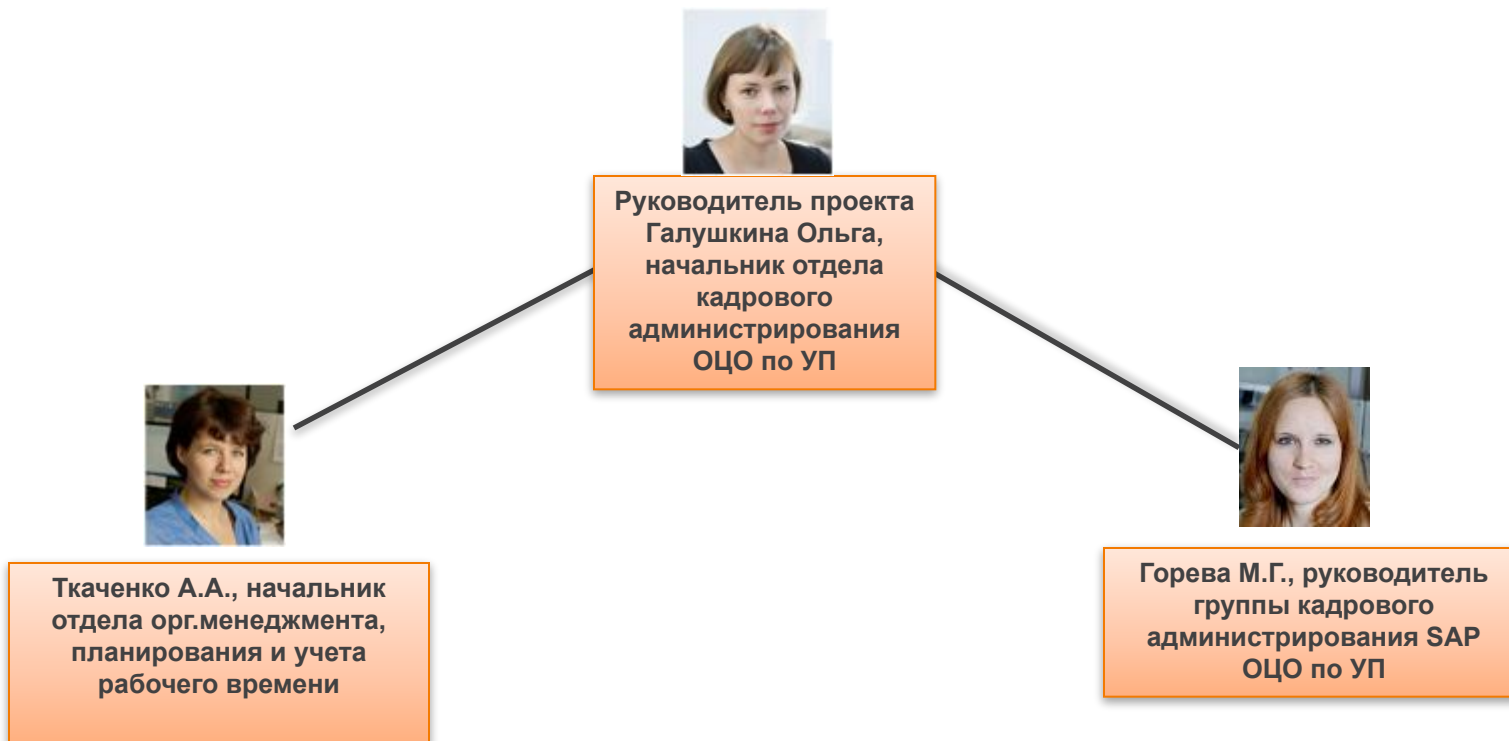 Руководитель проекта
Галушкина Ольга,
начальник отдела
кадрового
администрирования
ОЦО по УП
Ткаченко А.А., начальник
отдела орг.менеджмента,
планирования и учета
рабочего времени
Горева М.Г., руководитель
группы кадрового
администрирования SAP
ОЦО по УП